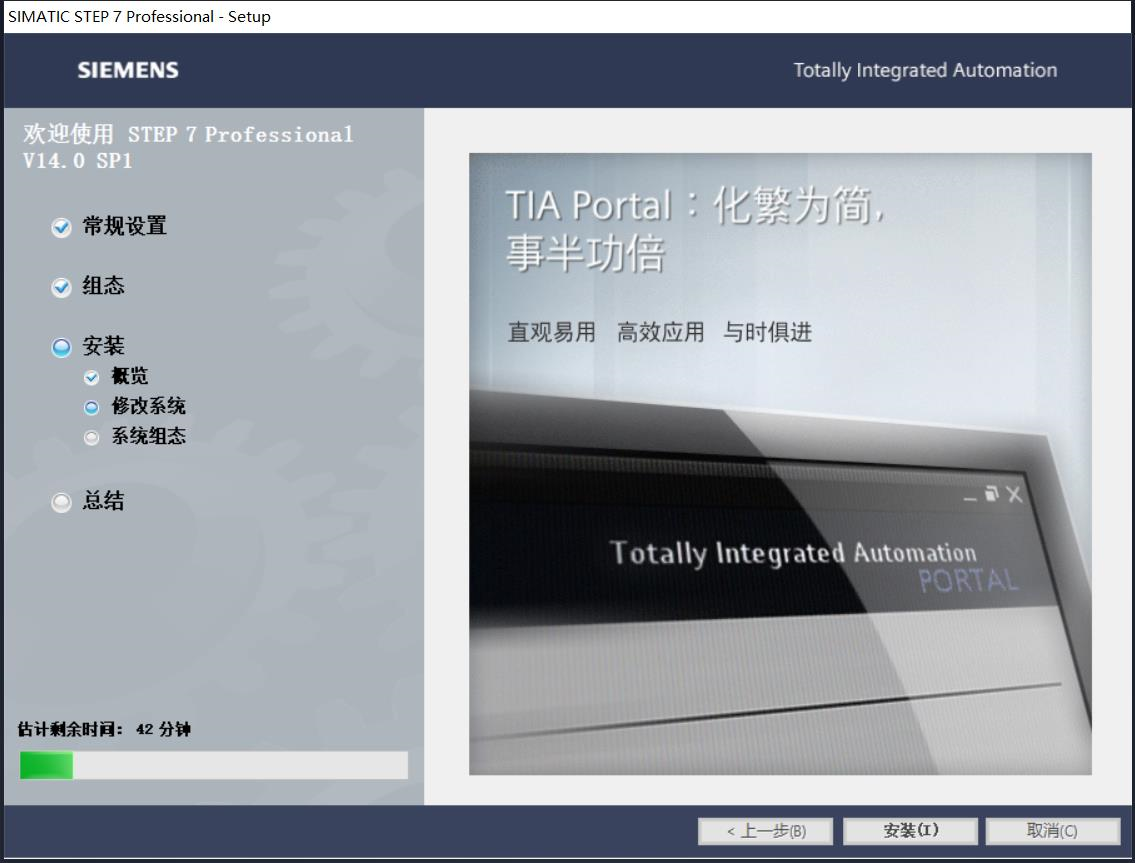 SIMATIC STEP 7 Professional - Setup
SIEMENS
Totally Integrated Automation
欢迎使用 STEP 7 Professional
V14.0 SP1
常规设置
组态
安装
概览
修改系统
系统组态
总结
估计剩余时间： 42 分钟
TIA Portal：化繁为简，
事半功倍
直观易用 高效应用 与时俱进
Totally Integrated Automation
PORTAL
< 上一步(B)
安装(I)
取消(C)